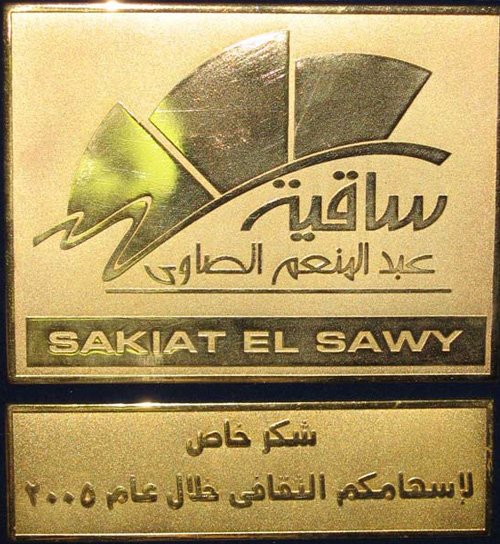 ساقية
عبد المنعم الصاوى
SAKIAT EL SAWY
شكر خاص
لإسهامكم الثقافى خلال عام ٢٠٠٥